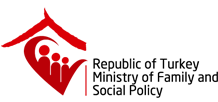 Republic of Turkey
Ministry of Family and
Social Policy